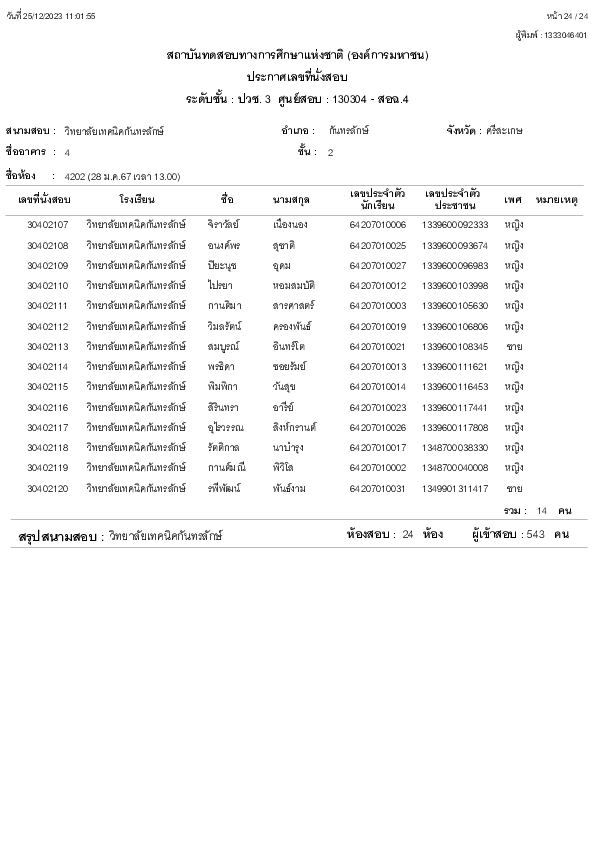 วันที่ 25/12/2023 11:01:55 หน้า 24 / 24
ผู้พิมพ์ : 1333046401
สถาบันทดสอบทางการศึกษาแห่งชาติ (องค์การมหาชน)
ประกาศเลขที่นั่งสอบ
ระดับชั้น : ปวช. 3 ศูนย์สอบ : 130304 - สอฉ.4
สนามสอบ : วิทยาลัยเทคนิคกันทรลักษ์ อำเภอ : กันทรลักษ์ จังหวัด : ศรีสะเกษ
ชื่ออาคาร : 4 ชั้น : 2
ชื่อห้อง : 4202 (28 ม.ค.67 เวลา 13.00)
เลขที่นั่งสอบ โรงเรียน ชื่อ นามสกุล เลขประจำตัวนักเรียน เลขประจำตัวประชาชน เพศ หมายเหตุ
30402107 วิทยาลัยเทคนิคกันทรลักษ์ จิราวัลย์ เนืองนอง 64207010006 1339600092333 หญิง
30402108 วิทยาลัยเทคนิคกันทรลักษ์ อนงค์พร สุชาติ 64207010025 1339600093674 หญิง
30402109 วิทยาลัยเทคนิคกันทรลักษ์ ปิยะนุช อุดม 64207010027 1339600096983 หญิง
30402110 วิทยาลัยเทคนิคกันทรลักษ์ ไปรยา หอมสมบัติ 64207010012 1339600103998 หญิง
30402111 วิทยาลัยเทคนิคกันทรลักษ์ กานติมา สารศาสตร์ 64207010003 1339600105630 หญิง
30402112 วิทยาลัยเทคนิคกันทรลักษ์ วิมลรัตน์ ครองพันธ์ 64207010019 1339600106806 หญิง
30402113 วิทยาลัยเทคนิคกันทรลักษ์ สมบูรณ์ อินทร์โต 64207010021 1339600108345 ชาย
30402114 วิทยาลัยเทคนิคกันทรลักษ์ พรธิดา ชอยรัมย์ 64207010013 1339600111621 หญิง
30402115 วิทยาลัยเทคนิคกันทรลักษ์ พิมพิกา วันสุข 64207010014 1339600116453 หญิง
30402116 วิทยาลัยเทคนิคกันทรลักษ์ สิรินทรา อารีย์ 64207010023 1339600117441 หญิง
30402117 วิทยาลัยเทคนิคกันทรลักษ์ อุไรวรรณ สิงห์กรานต์ 64207010026 1339600117808 หญิง
30402118 วิทยาลัยเทคนิคกันทรลักษ์ รัตติกาล นาบำรุง 64207010017 1348700038330 หญิง
30402119 วิทยาลัยเทคนิคกันทรลักษ์ กานต์มณี พิวิโส 64207010002 1348700040008 หญิง
30402120 วิทยาลัยเทคนิคกันทรลักษ์ รพีพัฒน์ พันธ์งาม 64207010031 1349901311417 ชาย
รวม : 14 คน
สรุปสนามสอบ : วิทยาลัยเทคนิคกันทรลักษ์ ห้องสอบ : 24 ห้อง ผู้เข้าสอบ : 543 คน